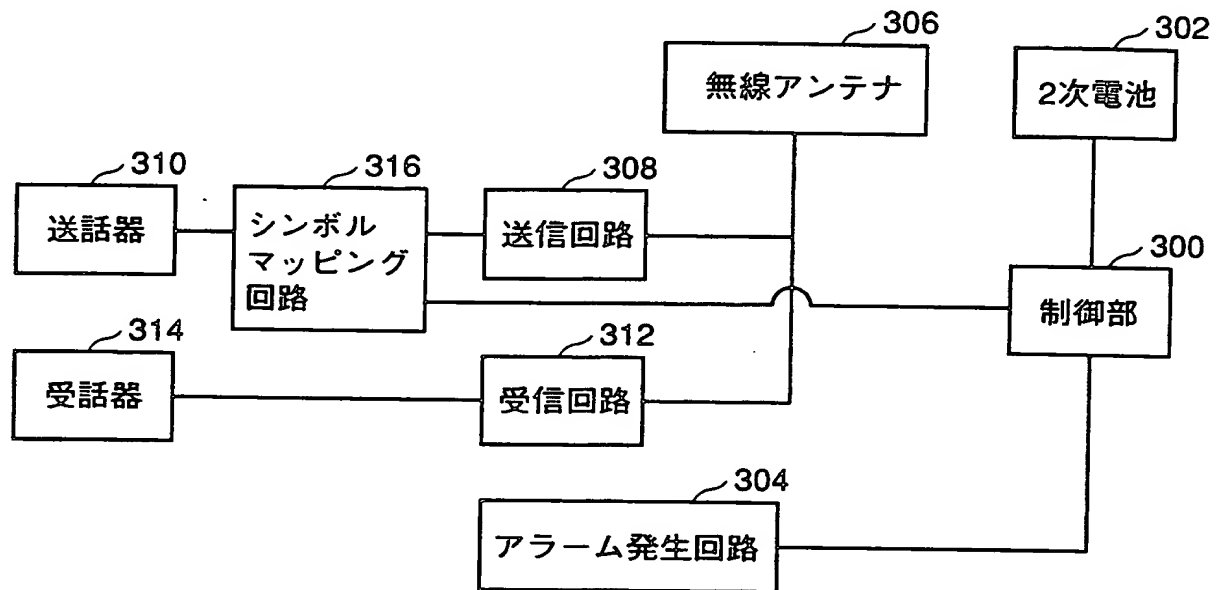 306
無線アンテナ
302
2次電池
310
送話器
316
シンボル
マッピング
回路
308
送信回路
300
制御部
314
受話器
312
受信回路
304
アラーム発生回路